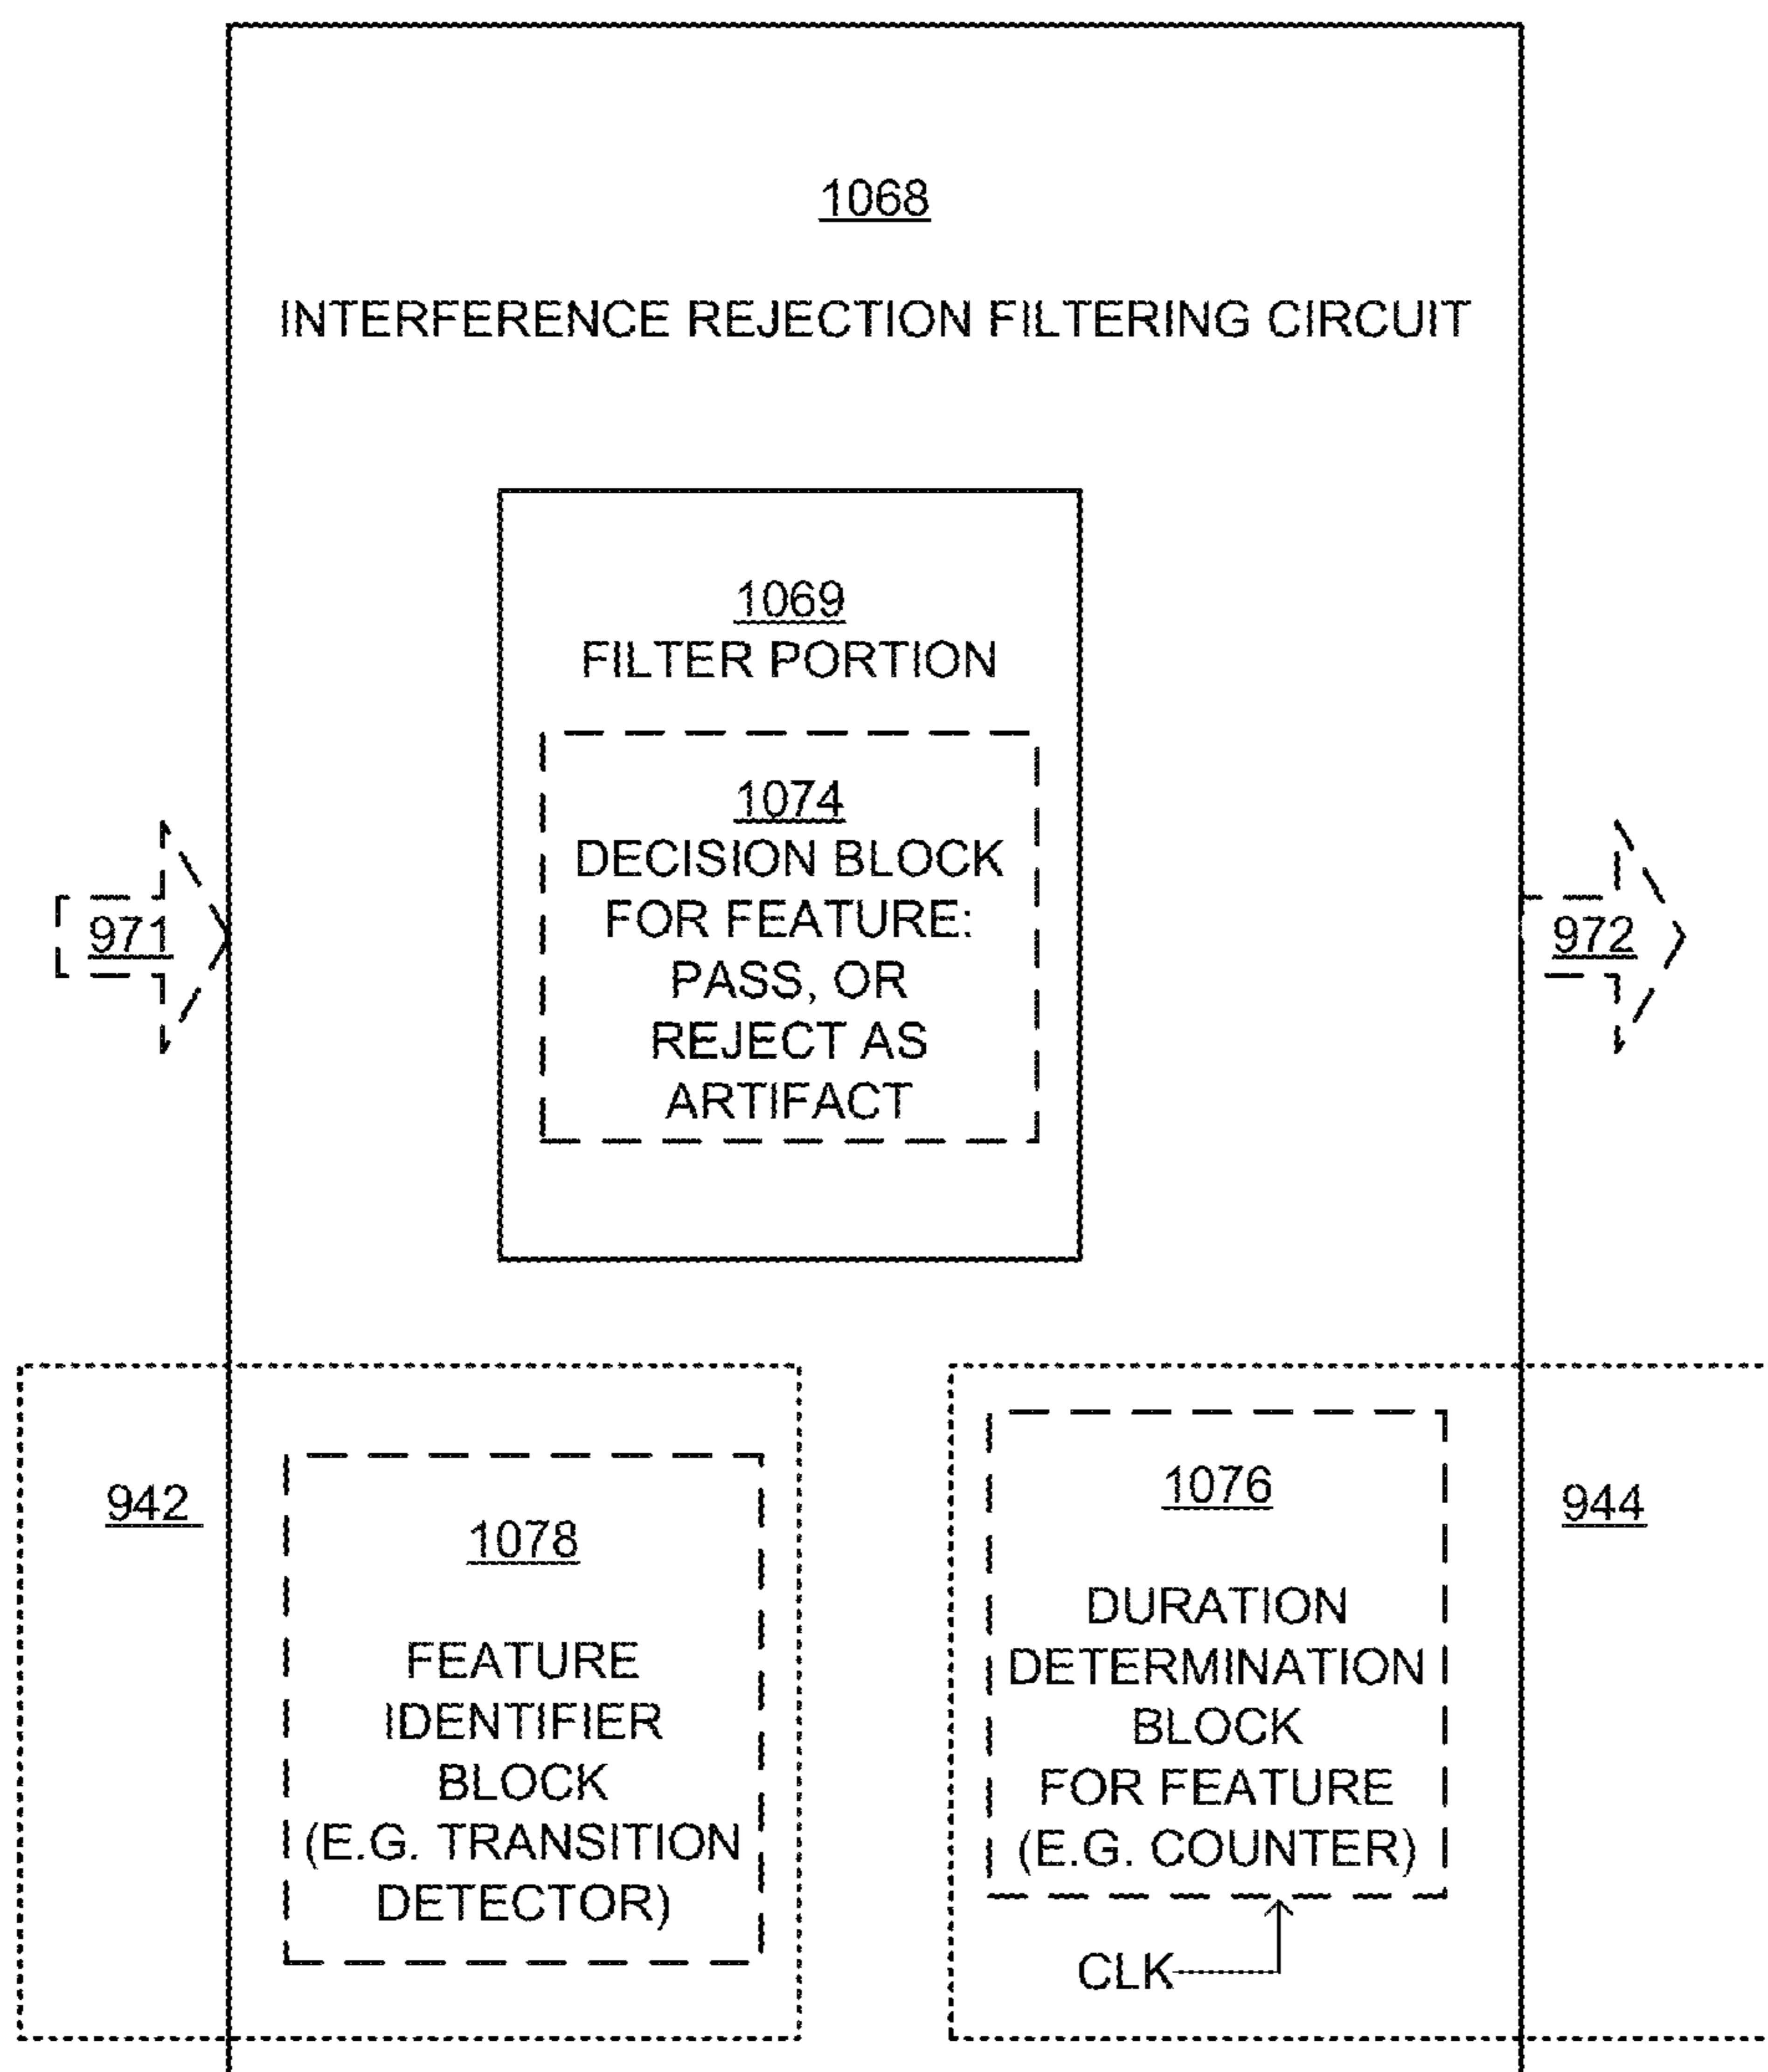 1068
INTERFERENCE REJECTION FILTERING CIRCUIT
1069
FILTER PORTION
1074
DECISION BLOCK
FOR FEATURE:
PASS, OR
REJECT AS
ARTIFACT
971
972
942
1078
FEATURE
IDENTIFIER
BLOCK
(E.G. TRANSITION
DETECTOR)
1076
DURATION
DETERMINATION
BLOCK
FOR FEATURE
(E.G. COUNTER)
CLK
944